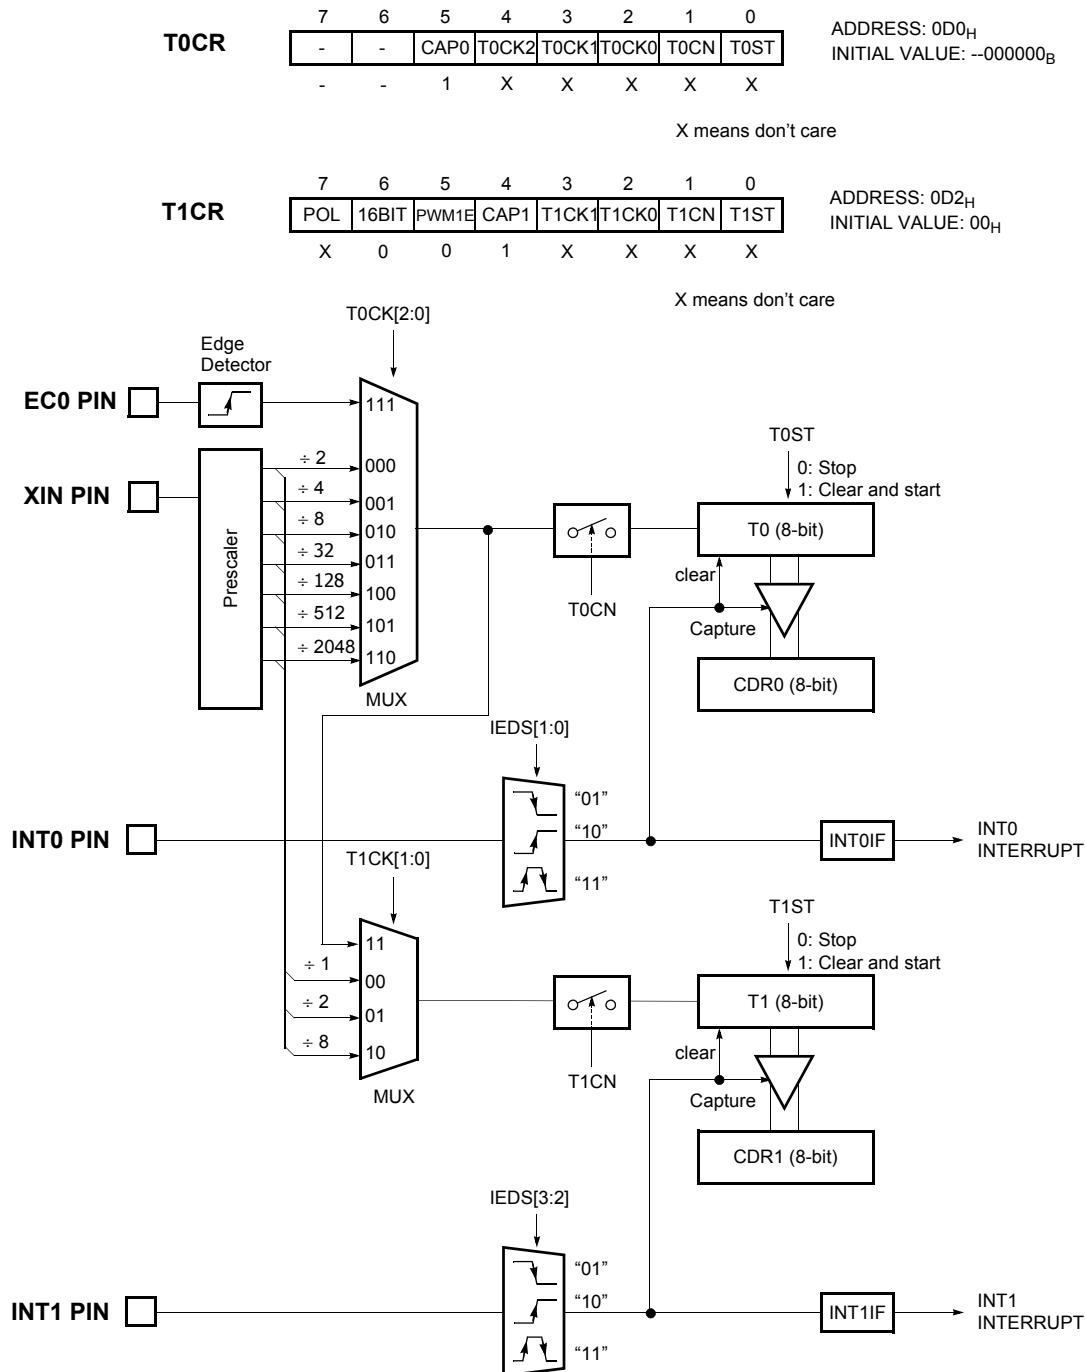 7 6 5 4 3 2 1 0
T0CR - - CAP0 T0CK2 T0CK1 T0CK0 T0CN T0ST
ADDRESS: 0D0H
INITIAL VALUE: --000000B
- - 1 X X X X X
X means don't care
7 6 5 4 3 2 1 0
T1CR POL 16BIT PWM1E CAP1 T1CK1 T1CK0 T1CN T1ST
ADDRESS: 0D2H
INITIAL VALUE: 00H
X 0 0 1 X X X X
X means don't care
T0CK[2:0]
Edge
Detector
EC0 PIN
111
XIN PIN
Prescaler
÷ 2
000
÷ 4
001
÷ 8
010
÷ 32
011
÷ 128
100
÷ 512
101
÷ 2048
110
MUX
T0CN
T0ST
0: Stop
1: Clear and start
T0 (8-bit)
clear
Capture
CDR0 (8-bit)
IEDS[1:0]
INT0 PIN
"01"
"10"
"11"
INT0IF
INT0
INTERRUPT
T1CK[1:0]
11
÷ 1
00
÷ 2
01
÷ 8
10
MUX
T1CN
T1ST
0: Stop
1: Clear and start
T1 (8-bit)
clear
Capture
CDR1 (8-bit)
IEDS[3:2]
INT1 PIN
"01"
"10"
"11"
INT1IF
INT1
INTERRUPT